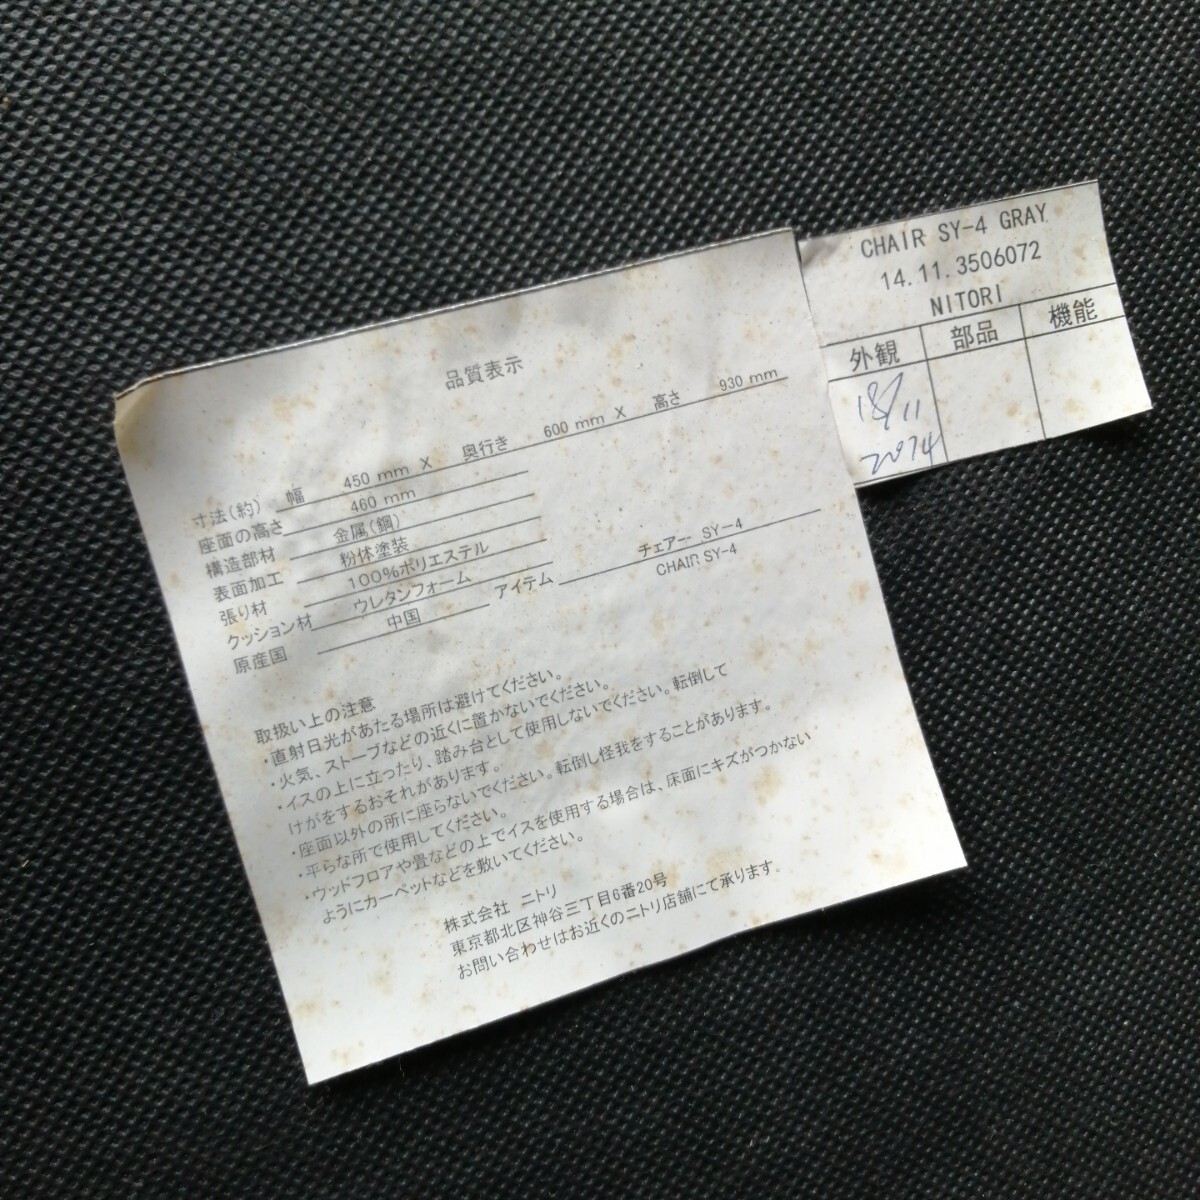 品質表示
寸法(約) 幅 450 mm X 奥行き 600 mm X 高さ 930 mm
座面の高さ 460 mm
構造部材 金属(鋼)
表面加工 粉体塗装
張り材 100%ポリエステル
クッション材 ウレタンフォーム
原産国 中国 アイテム チェアー SY-4
CHAIR SY-4
取扱い上の注意
・直射日光があたる場所は避けてください。
・火気、ストーブなどの近くに置かないでください。
・イスの上に立ったり、踏み台として使用しないでください。転倒して
けがをするおそれがあります。
・座面以外の所に座らないでください。転倒し怪我をすることがあります。
・平らな所で使用してください。
・ウッドフロアや畳などの上でイスを使用する場合は、床面にキズがつかない
ようにカーペットなどを敷いてください。
株式会社 ニトリ
東京都北区神谷三丁目6番20号
お問い合わせはお近くのニトリ店舗にて承ります。
CHAIR SY-4 GRAY
14.11.3506072
NITORI
外観 部品 機能
18/11
2014